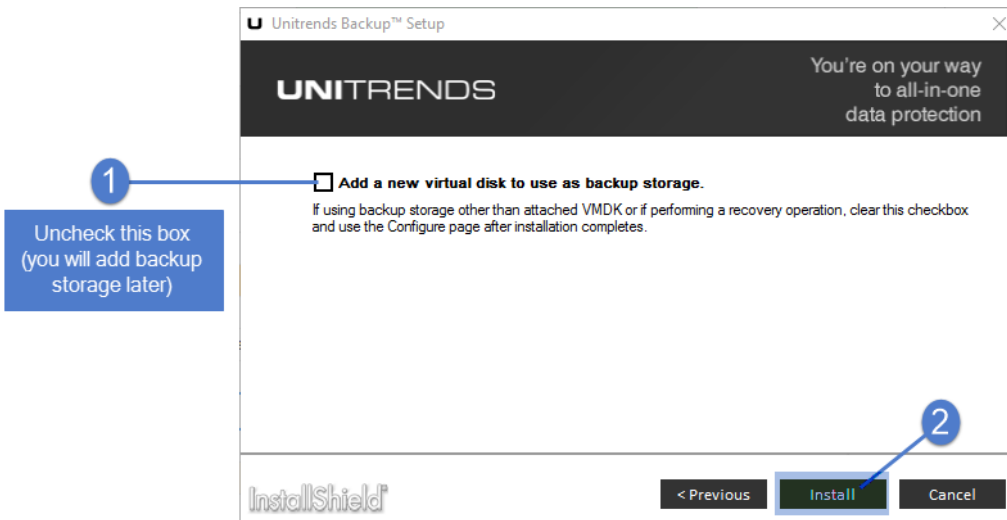 Unitrends Backup™ Setup
UNITRENDS
You're on your way
to all-in-one
data protection
1
Add a new virtual disk to use as backup storage.
If using backup storage other than attached VMDK or if performing a recovery operation, clear this checkbox
and use the Configure page after installation completes.
Uncheck this box
(you will add backup
storage later)
2
InstallShield®
< Previous
Install
Cancel